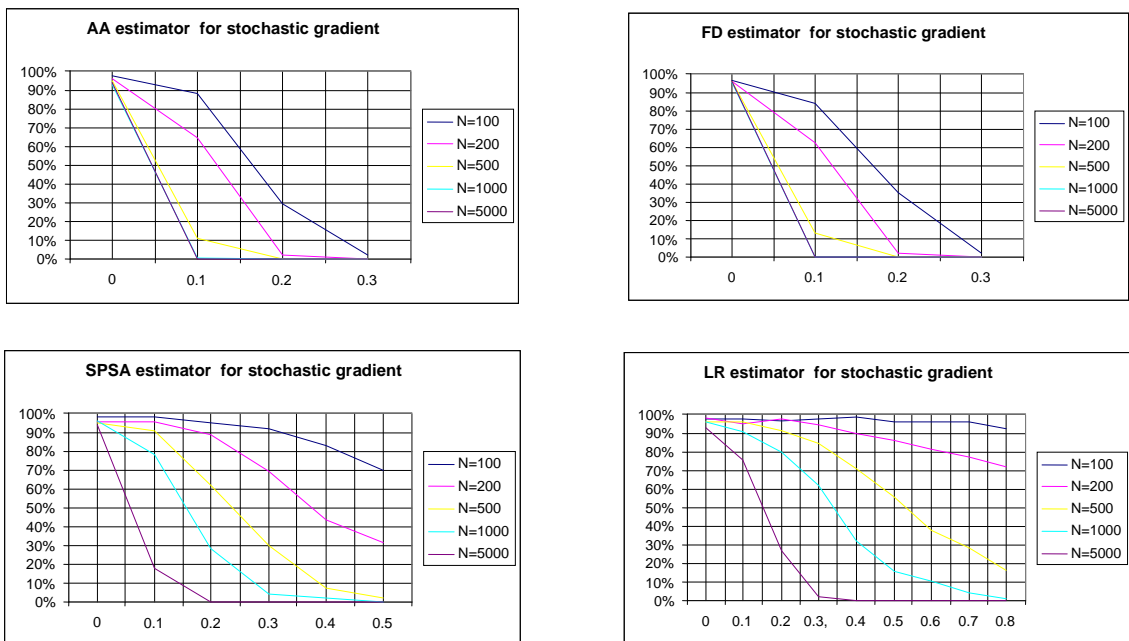 AA estimator for stochastic gradient
100%
90%
80%
70%
60%
50%
40%
30%
20%
10%
0%
0 0.1 0.2 0.3
N=100
N=200
N=500
N=1000
N=5000
FD estimator for stochastic gradient
100%
90%
80%
70%
60%
50%
40%
30%
20%
10%
0%
0 0.1 0.2 0.3
N=100
N=200
N=500
N=1000
N=5000
SPSA estimator for stochastic gradient
100%
90%
80%
70%
60%
50%
40%
30%
20%
10%
0%
0 0.1 0.2 0.3 0.4 0.5
N=100
N=200
N=500
N=1000
N=5000
LR estimator for stochastic gradient
100%
90%
80%
70%
60%
50%
40%
30%
20%
10%
0%
0 0.1 0.2 0.3 0.4 0.5 0.6 0.7 0.8
N=100
N=200
N=500
N=1000
N=5000